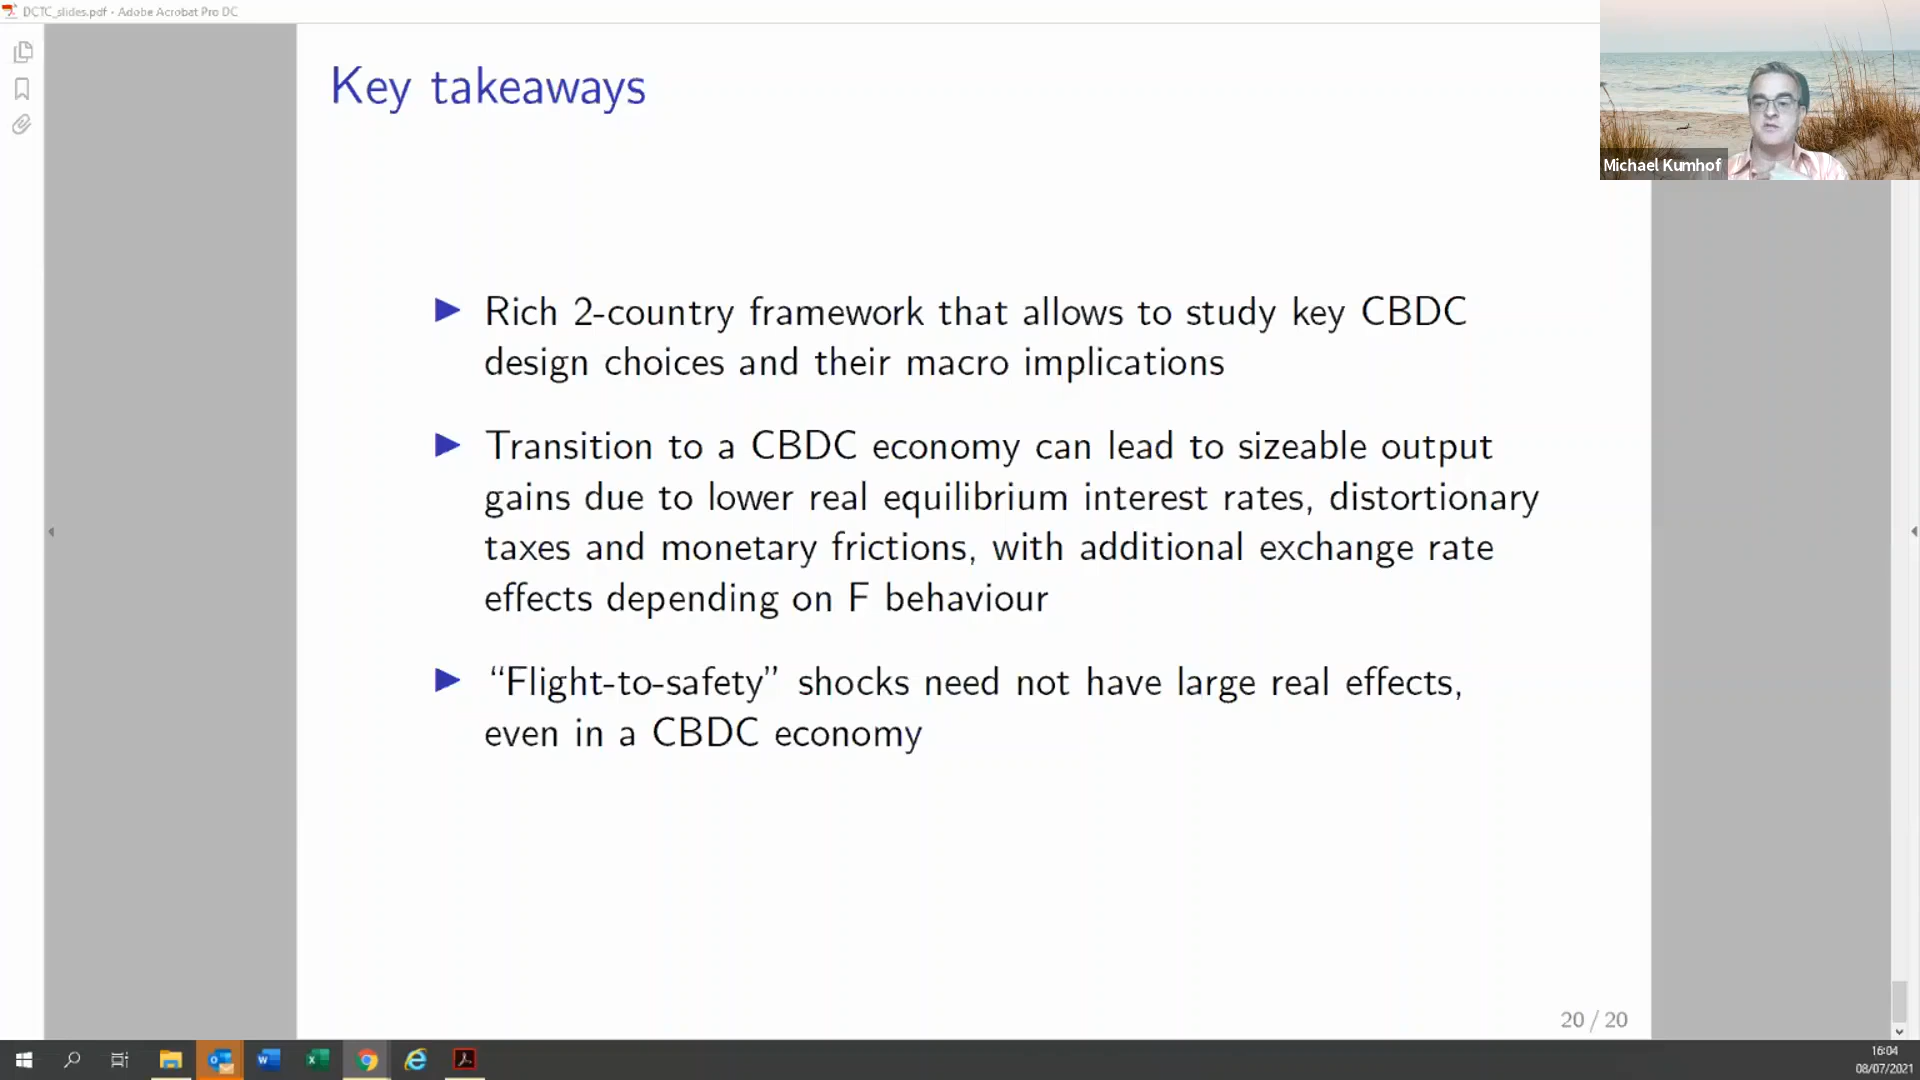 DCTC_slides.pdf - Adobe Acrobat Pro DC
Key takeaways
Michael Kumhof
Rich 2-country framework that allows to study key CBDC
design choices and their macro implications
Transition to a CBDC economy can lead to sizeable output
gains due to lower real equilibrium interest rates, distortionary
taxes and monetary frictions, with additional exchange rate
effects depending on F behaviour
“Flight-to-safety” shocks need not have large real effects,
even in a CBDC economy
20 / 20
16:04
08/07/2021